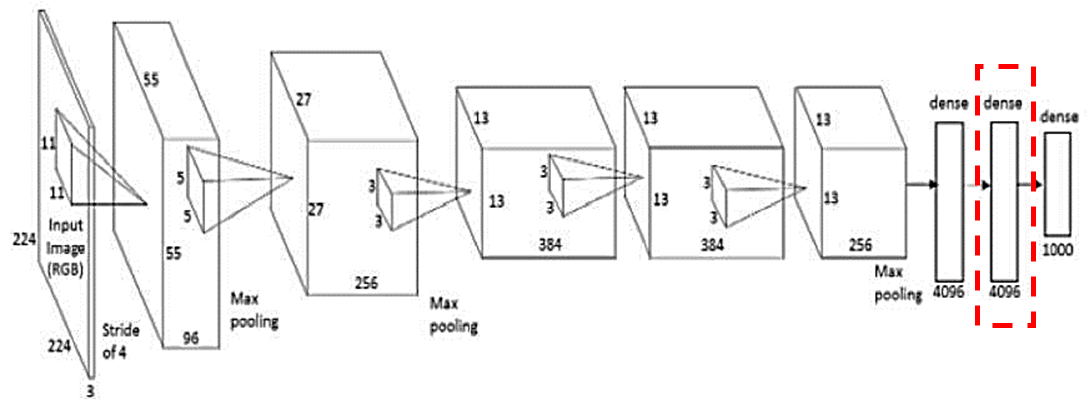 11
11
Input
Image
(RGB)
224
224
3
Stride
of 4
55
5
5
55
96
Max
pooling
27
27
3
3
256
Max
pooling
13
13
3
3
384
13
13
3
3
384
13
13
256
Max
pooling
dense
4096
dense
4096
dense
1000